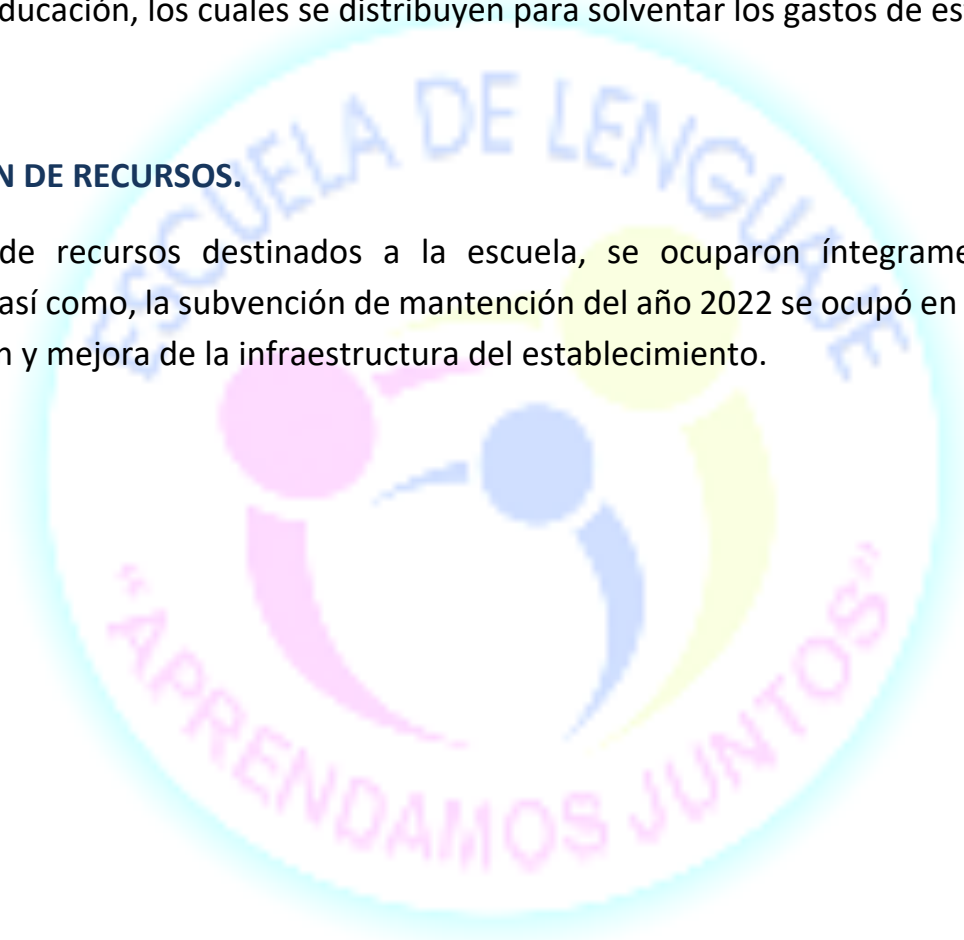 ducación, los cuales se distribuyen para solventar los gastos de es
N DE RECURSOS.
de recursos destinados a la escuela, se ocuparon íntegrame
así como, la subvención de mantención del año 2022 se ocupó en
n y mejora de la infraestructura del establecimiento.
ESCUELA DE LENGUAJE
"APRENDAMOS JUNTOS"